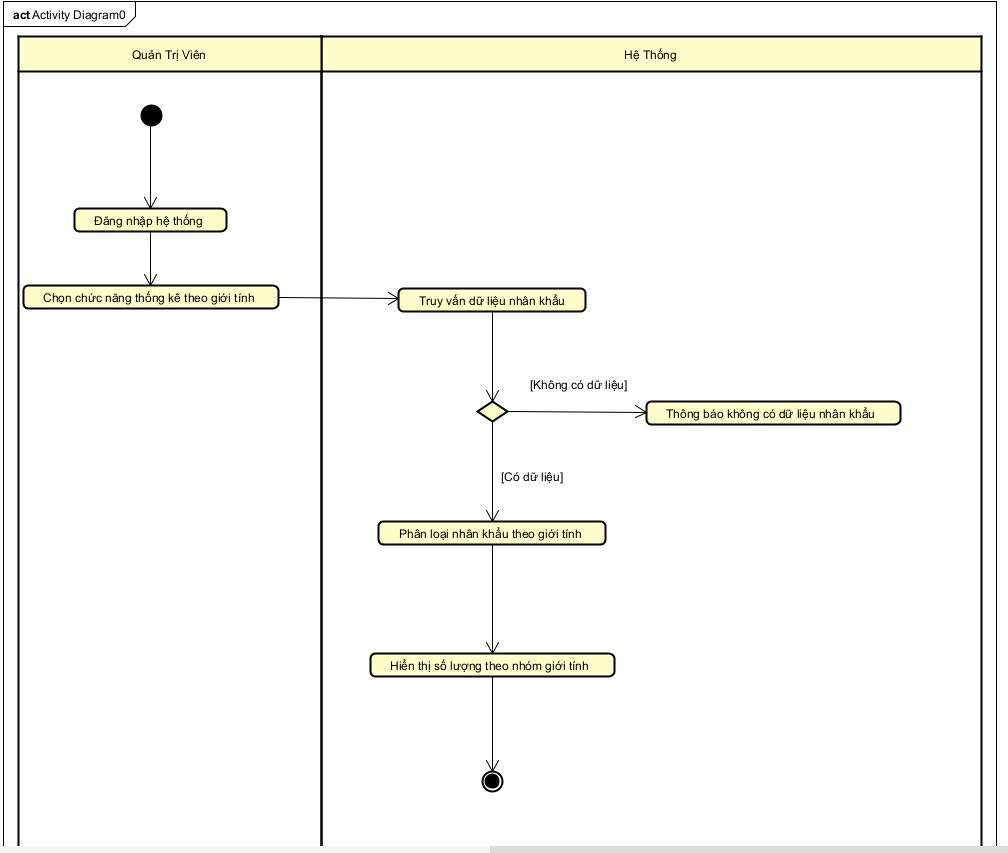 act Activity Diagram0
Quản Trị Viên
Hệ Thống
Đăng nhập hệ thống
Chọn chức năng thống kê theo giới tính
Truy vấn dữ liệu nhân khẩu
[Không có dữ liệu]
Thông báo không có dữ liệu nhân khẩu
[Có dữ liệu]
Phân loại nhân khẩu theo giới tính
Hiển thị số lượng theo nhóm giới tính